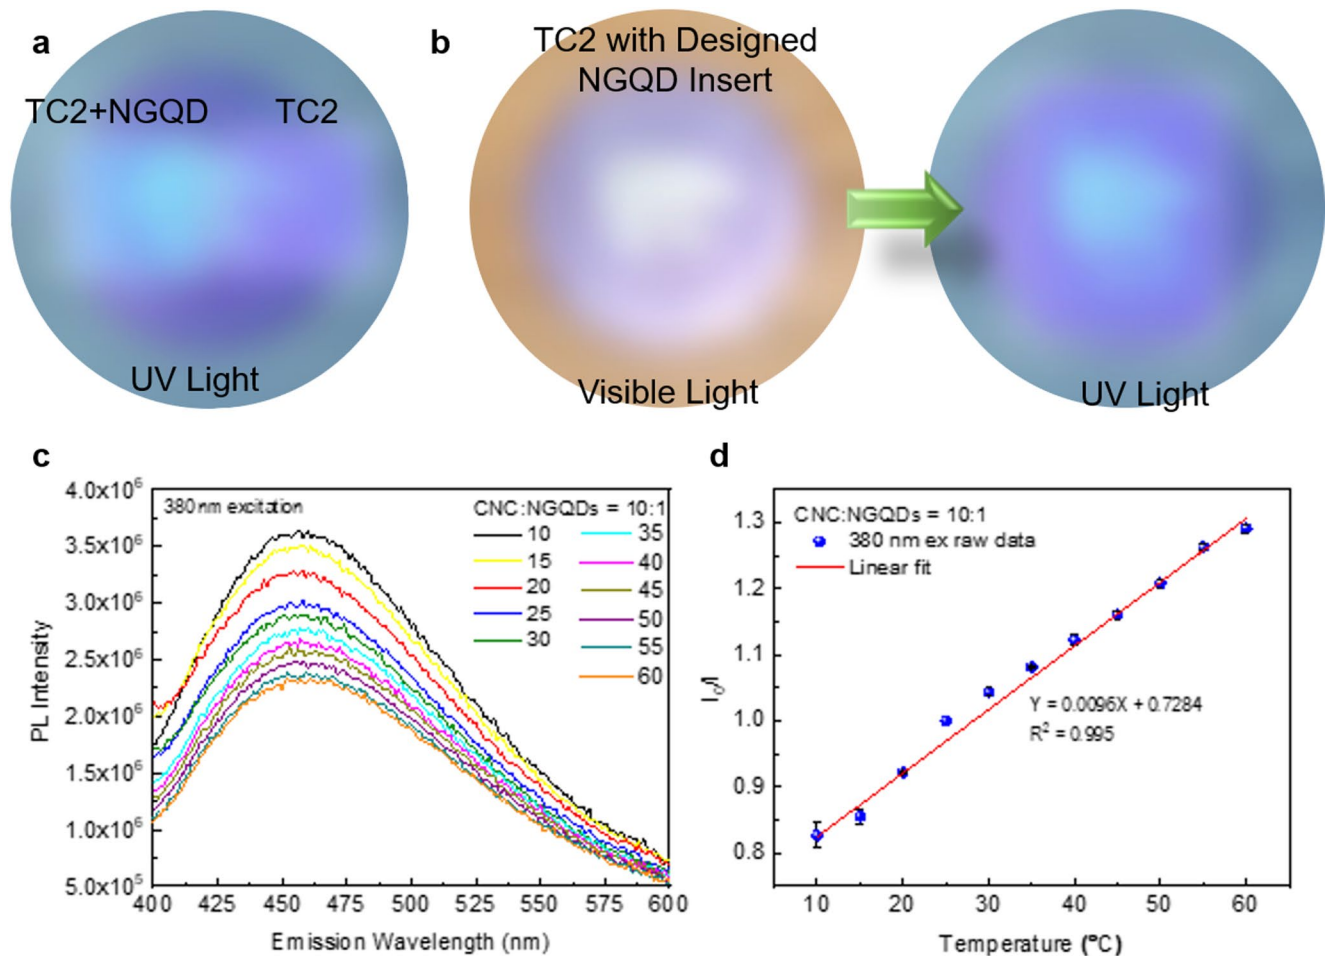 a
TC2+NGQD TC2
UV Light
b
TC2 with Designed
NGQD Insert
Visible Light
UV Light
c
4.0x10⁶
3.5x10⁶
3.0x10⁶
2.5x10⁶
2.0x10⁶
1.5x10⁶
1.0x10⁶
5.0x10⁵
PL Intensity
380 nm excitation
CNC:NGQDs = 10:1
10 35
15 40
20 45
25 50
30 55
60
400 425 450 475 500 525 550 575 600
Emission Wavelength (nm)
d
1.3
1.2
1.1
1.0
0.9
0.8
I₀/I
CNC:NGQDs = 10:1
380 nm ex raw data
Linear fit
Y = 0.0096X + 0.7284
R² = 0.995
10 20 30 40 50 60
Temperature (°C)